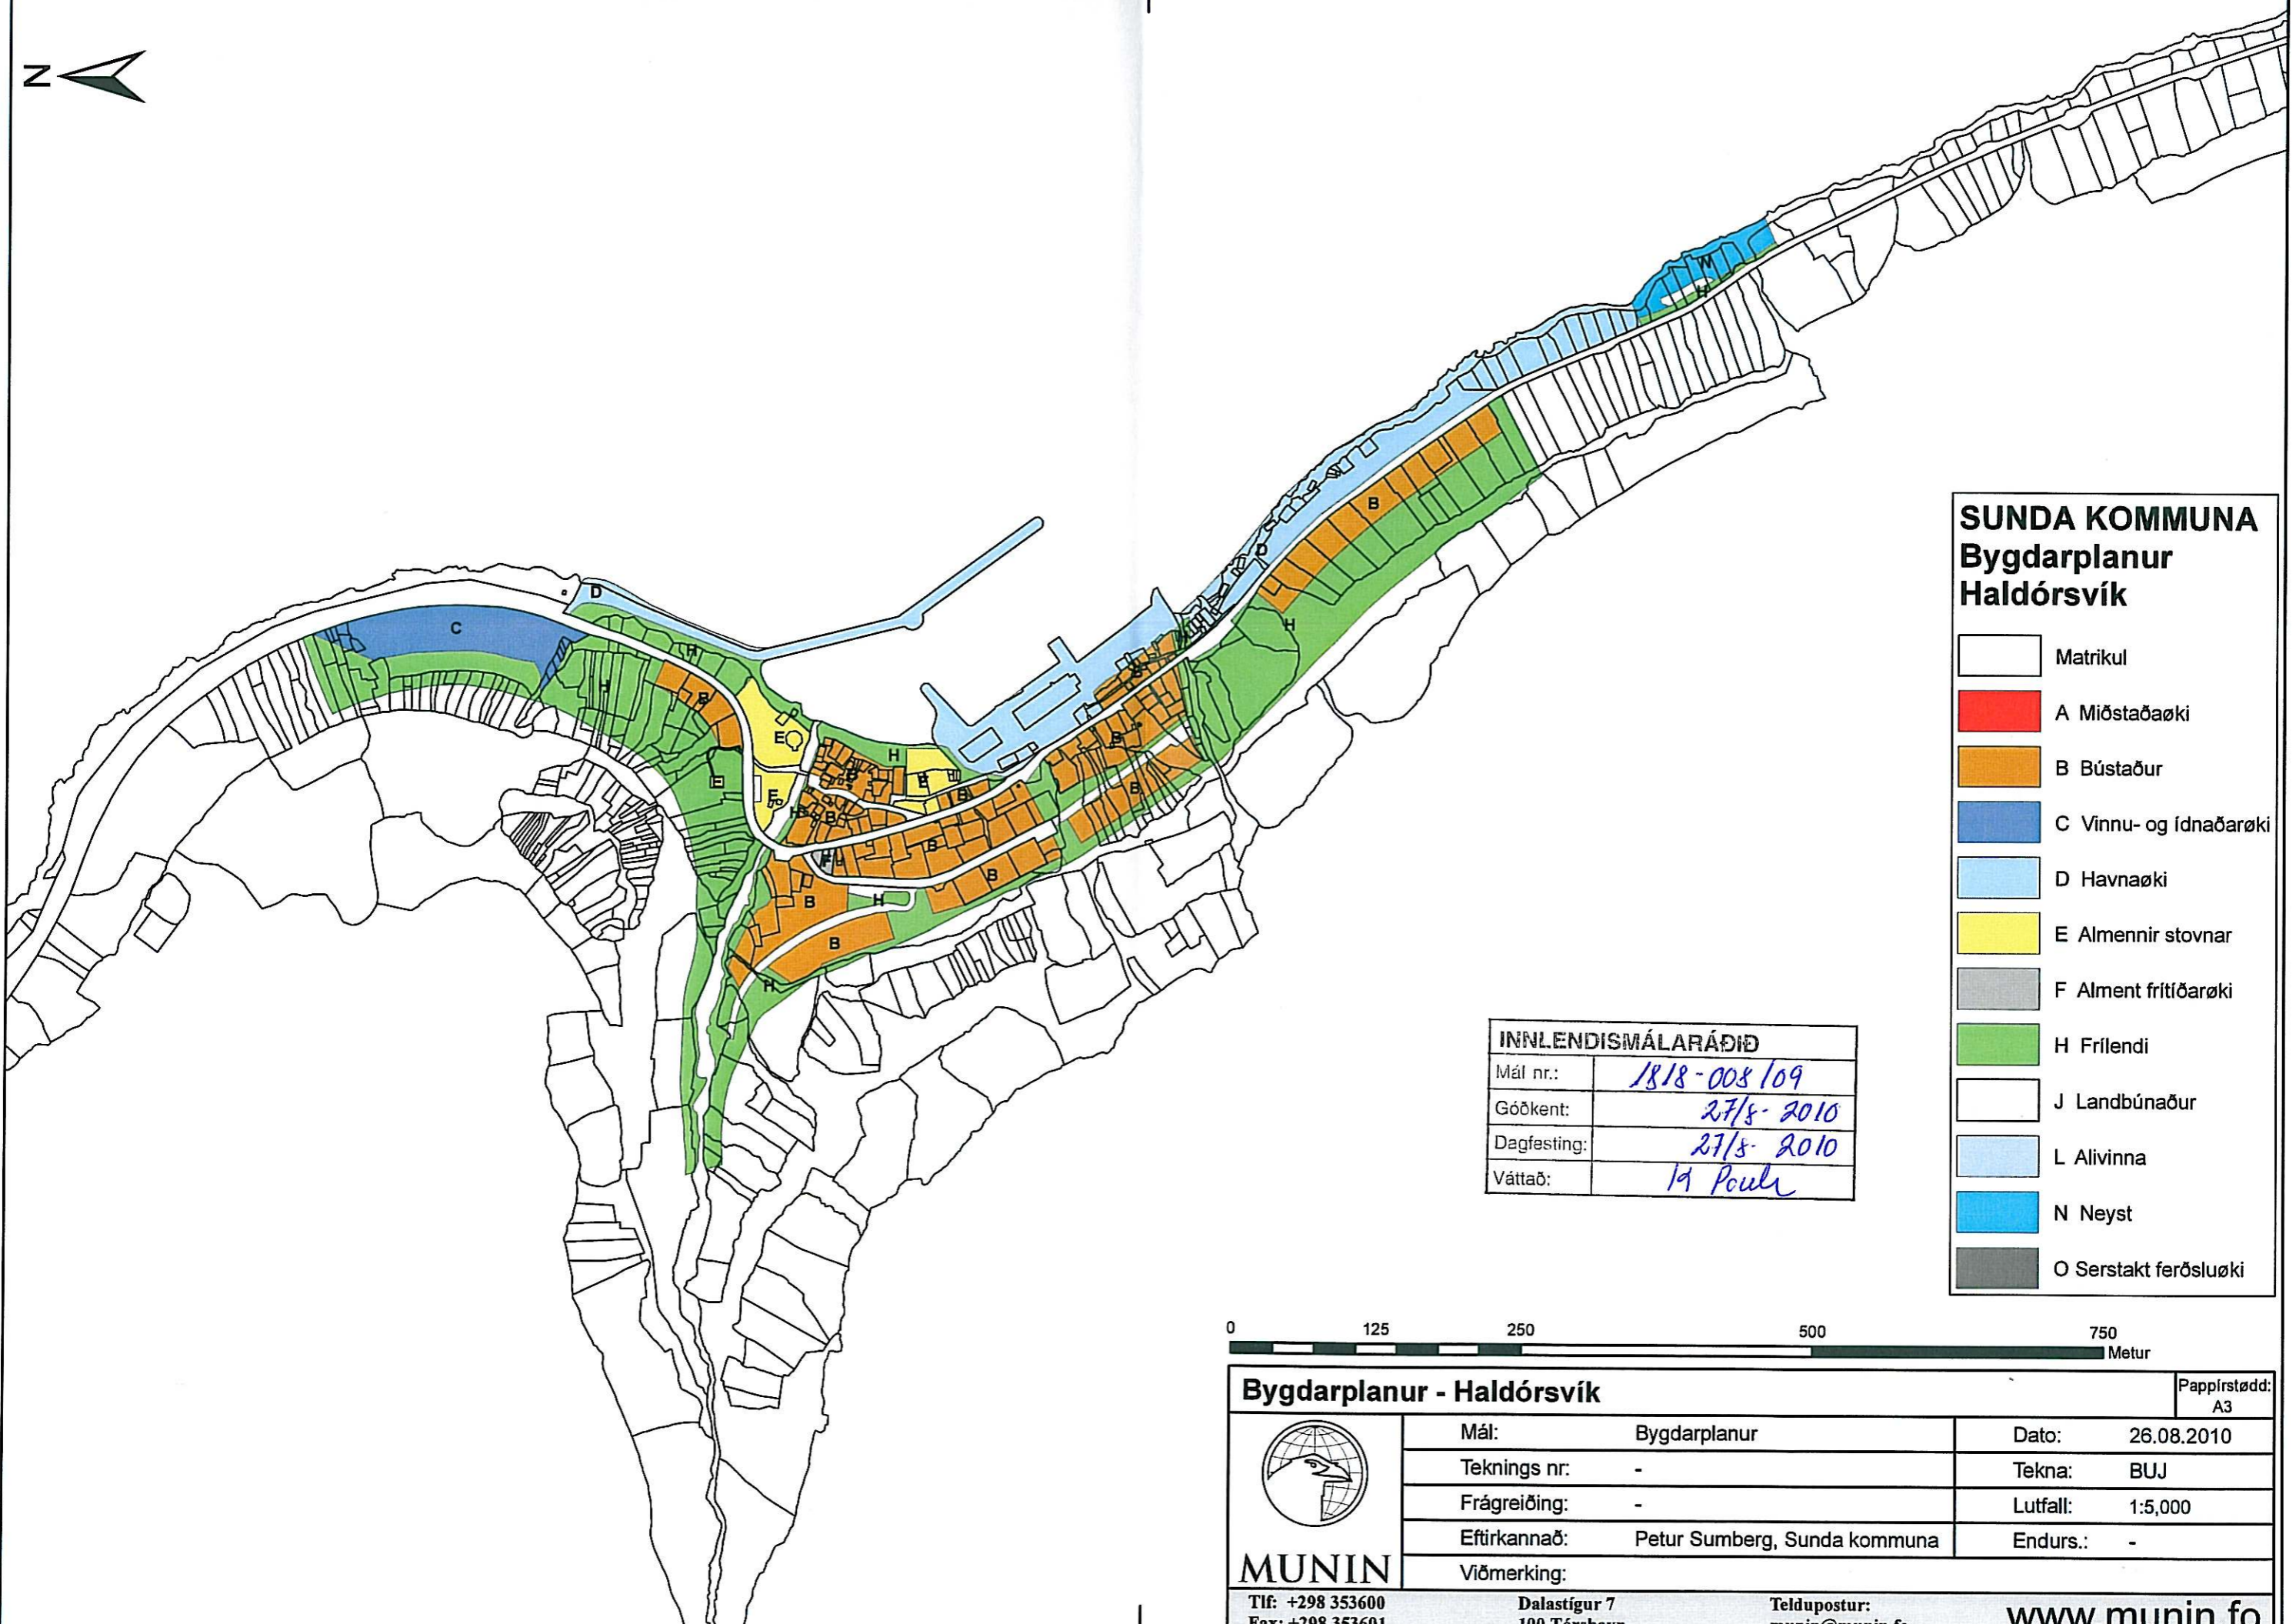 N
SUNDA KOMMUNA
Bygdarplanur
Haldórsvík
Matrikul
A Miðstaðaøki
B Bústaður
C Vinnu- og ídnaðarøki
D Havnaøki
E Almennir stovnar
F Alment frítíðarøki
H Frílendi
J Landbúnaður
L Alivinna
N Neyst
O Serstakt ferðsluøki
INNLENDISMÁLARÁÐIÐ
Mál nr.: 1818-008/09
Góðkent: 27/8- 2010
Dagfesting: 27/8- 2010
Váttað:
0 125 250 500 750
Metur
Bygdarplanur - Haldórsvík
Pappírstødd:
A3
Mál: Bygdarplanur Dato: 26.08.2010
Teknings nr: - Tekna: BUJ
Frágreiðing: - Lutfall: 1:5,000
Eftirkannað: Petur Sumberg, Sunda kommuna Endurs.: -
Viðmerking:
MUNIN
Tlf: +298 353600 Dalastígur 7 Teldupostur:
www.munin.fo
C
D
H
H
H
B
E
E
E
B
H
E
B
B
H
F
H
B
B
B
B
B
B
H
B
H
B
D
B
H
N
H